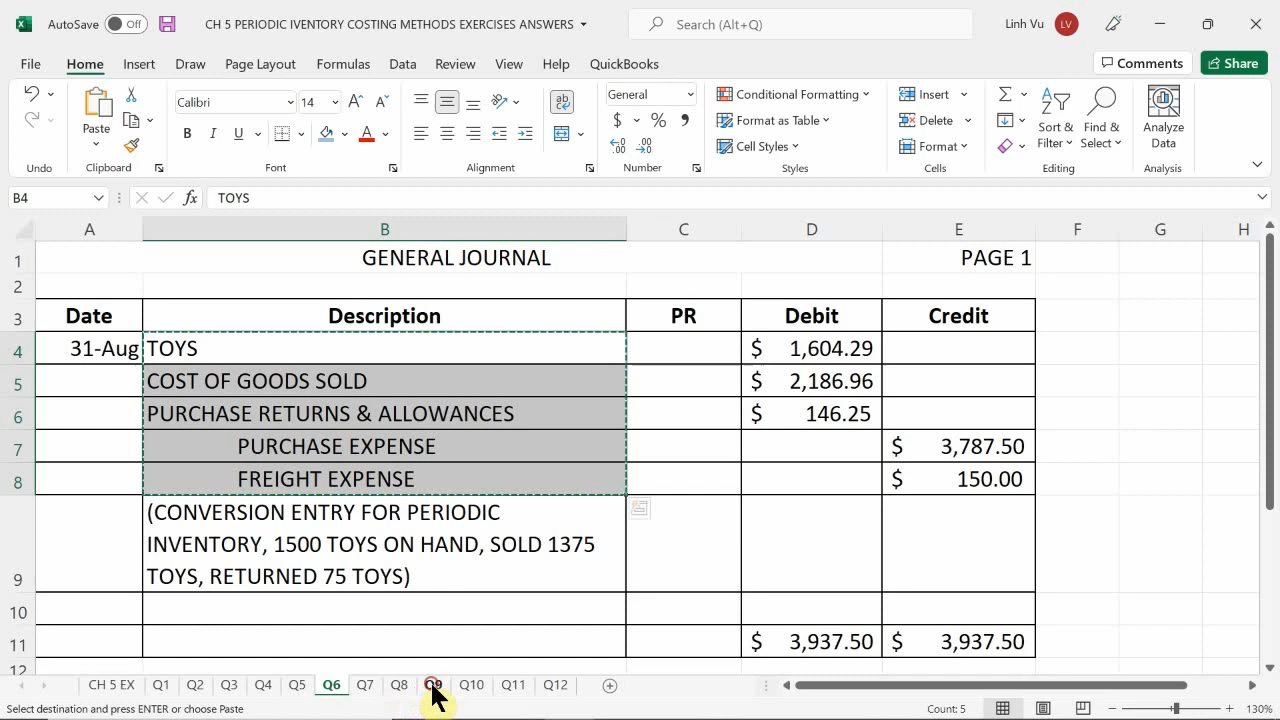 AutoSave Off CH 5 PERIODIC IVENTORY COSTING METHODS EXERCISES ANSWERS Search (Alt+Q) Linh Vu LV
File Home Insert Draw Page Layout Formulas Data Review View Help QuickBooks Comments Share
Calibri 14 General Conditional Formatting Insert
Paste Format as Table Delete Sort & Find & Analyze
B I U $ % Cell Styles Format Filter Select Data
Undo Clipboard Font Alignment Number Styles Cells Editing Analysis
B4 fx TOYS
A B C D E F G H
1 GENERAL JOURNAL PAGE 1
2
3 Date Description PR Debit Credit
4 31-Aug TOYS $ 1,604.29
5 COST OF GOODS SOLD $ 2,186.96
6 PURCHASE RETURNS & ALLOWANCES $ 146.25
7 PURCHASE EXPENSE $ 3,787.50
8 FREIGHT EXPENSE $ 150.00
(CONVERSION ENTRY FOR PERIODIC
INVENTORY, 1500 TOYS ON HAND, SOLD 1375
9 TOYS, RETURNED 75 TOYS)
10
11 $ 3,937.50 $ 3,937.50
12
CH 5 EX Q1 Q2 Q3 Q4 Q5 Q6 Q7 Q8 Q9 Q10 Q11 Q12
Select destination and press ENTER or choose Paste Count: 5 130%